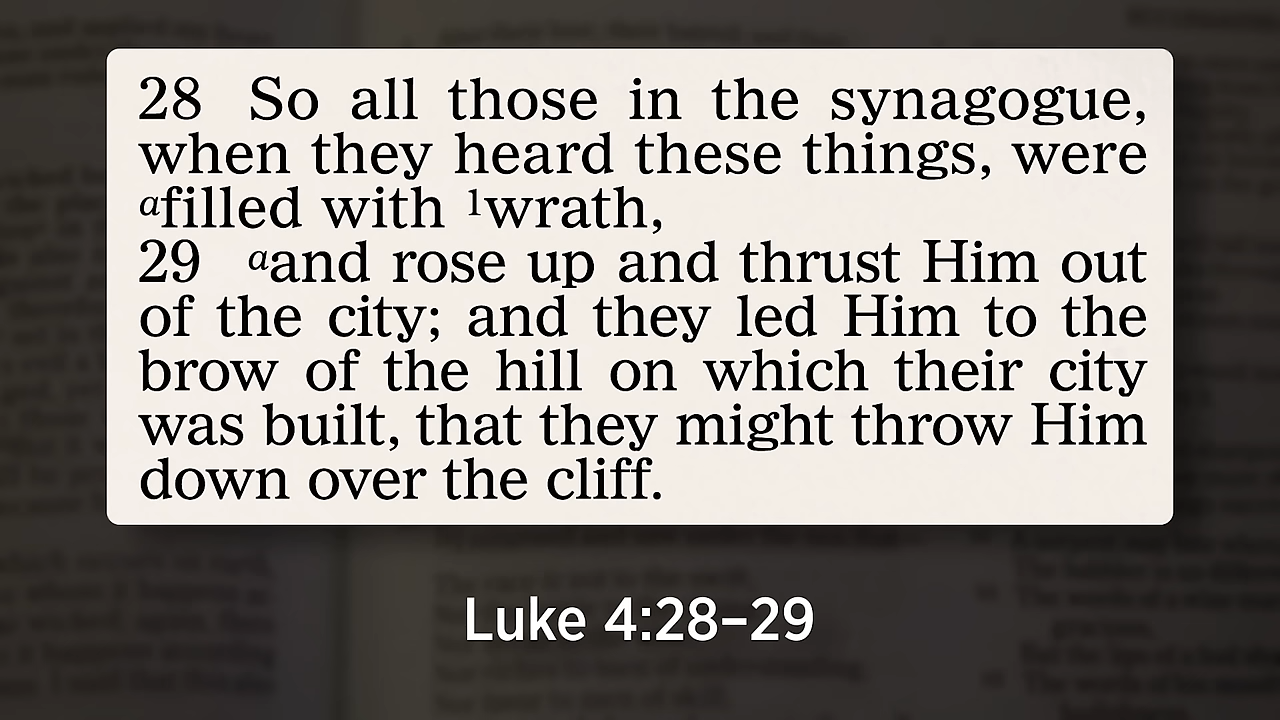 28 So all those in the synagogue,
when they heard these things, were
afilled with 1wrath,
29 aand rose up and thrust Him out
of the city; and they led Him to the
brow of the hill on which their city
was built, that they might throw Him
down over the cliff.
Luke 4:28–29